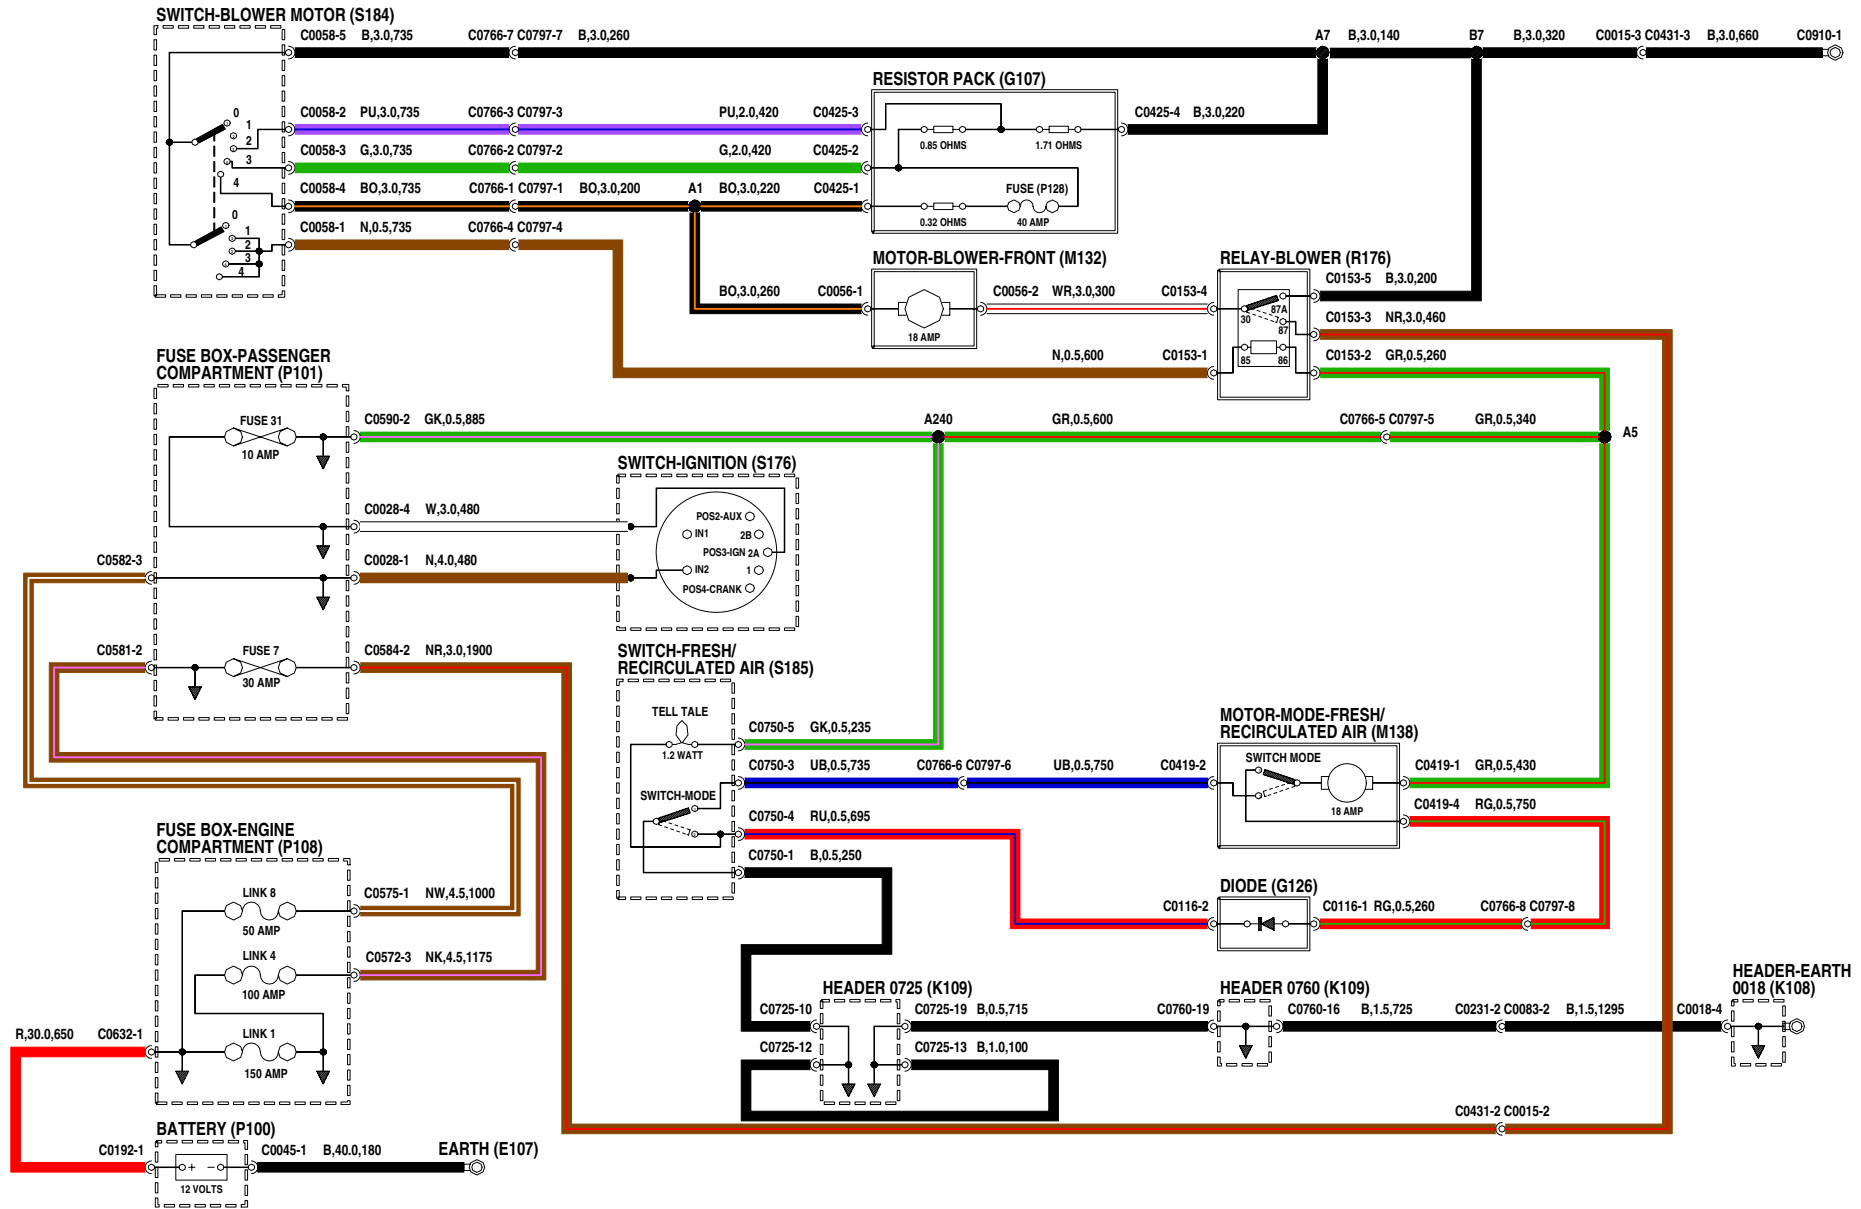 SWITCH-BLOWER MOTOR (S184)
C0058-5 B,3.0,735 C0766-7 C0797-7 B,3.0,260 A7 B,3.0,140 B7 B,3.0,320 C0015-3 C0431-3 B,3.0,660 C0910-1
RESISTOR PACK (G107)
0
1
2
3
4
C0058-2 PU,3.0,735 C0766-3 C0797-3 PU,2.0,420 C0425-3
C0425-4 B,3.0,220
0.85 OHMS 1.71 OHMS
C0058-3 G,3.0,735 C0766-2 C0797-2 G,2.0,420 C0425-2
C0058-4 BO,3.0,735 C0766-1 C0797-1 BO,3.0,200 A1 BO,3.0,220 C0425-1
FUSE (P128)
0.32 OHMS 40 AMP
0
1
2
3
4
C0058-1 N,0.5,735 C0766-4 C0797-4
MOTOR-BLOWER-FRONT (M132)
RELAY-BLOWER (R176)
C0153-5 B,3.0,200
BO,3.0,260 C0056-1 C0056-2 WR,3.0,300 C0153-4
18 AMP
87A
30
87
85 86
C0153-3 NR,3.0,460
N,0.5,600 C0153-1
C0153-2 GR,0.5,260
FUSE BOX-PASSENGER
COMPARTMENT (P101)
FUSE 31
10 AMP
C0590-2 GK,0.5,885 A240 GR,0.5,600 C0766-5 C0797-5 GR,0.5,340 A5
SWITCH-IGNITION (S176)
C0028-4 W,3.0,480
POS2-AUX
IN1 2B
POS3-IGN 2A
IN2 1
POS4-CRANK
C0582-3
C0028-1 N,4.0,480
C0581-2
FUSE 7
30 AMP
C0584-2 NR,3.0,1900
SWITCH-FRESH/
RECIRCULATED AIR (S185)
TELL TALE
1.2 WATT
C0750-5 GK,0.5,235
MOTOR-MODE-FRESH/
RECIRCULATED AIR (M138)
SWITCH MODE
18 AMP
C0750-3 UB,0.5,735 C0766-6 C0797-6 UB,0.5,750 C0419-2
C0419-1 GR,0.5,430
SWITCH-MODE
C0750-4 RU,0.5,695
C0419-4 RG,0.5,750
C0750-1 B,0.5,250
FUSE BOX-ENGINE
COMPARTMENT (P108)
LINK 8
50 AMP
C0575-1 NW,4.5,1000
DIODE (G126)
C0116-2 C0116-1 RG,0.5,260 C0766-8 C0797-8
LINK 4
100 AMP
C0572-3 NK,4.5,1175
HEADER 0725 (K109)
HEADER 0760 (K109)
HEADER-EARTH
0018 (K108)
C0725-10 C0725-19 B,0.5,715 C0760-19 C0760-16 B,1.5,725 C0231-2 C0083-2 B,1.5,1295 C0018-4
R,30.0,650 C0632-1
LINK 1
150 AMP
C0725-12 C0725-13 B,1.0,100
C0431-2 C0015-2
BATTERY (P100)
C0192-1 C0045-1 B,40.0,180 EARTH (E107)
+ −
12 VOLTS